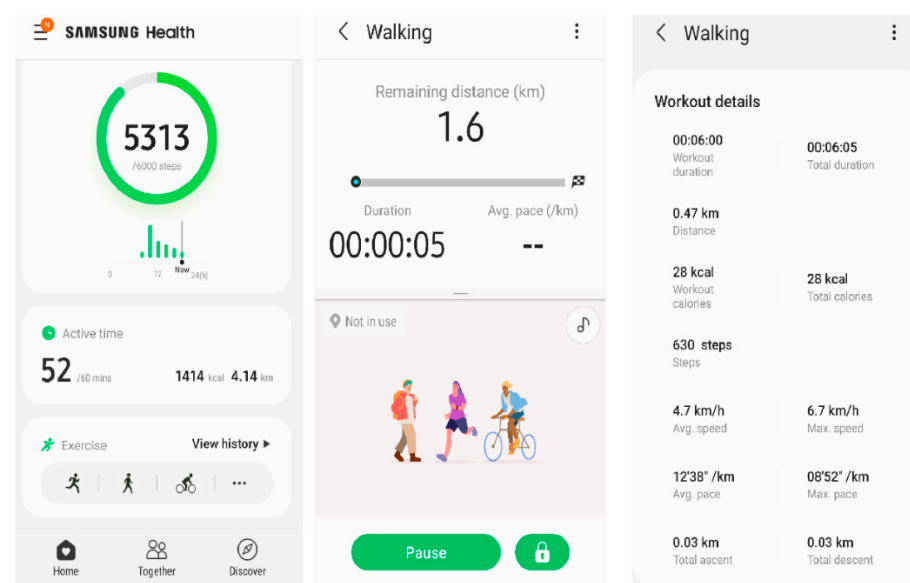 N
SAMSUNG Health
5313
/6000 steps
Now
0 12 24(h)
Active time
52 /60 mins 1414 kcal 4.14 km
Exercise View history
Home Together Discover
Walking
Remaining distance (km)
1.6
Duration Avg. pace (/km)
00:00:05 --
Not in use
Pause
Walking
Workout details
00:06:00
Workout
duration
00:06:05
Total duration
0.47 km
Distance
28 kcal
Workout
calories
28 kcal
Total calories
630 steps
Steps
4.7 km/h
Avg. speed
6.7 km/h
Max. speed
12'38" /km
Avg. pace
08'52" /km
Max. pace
0.03 km
Total ascent
0.03 km
Total descent